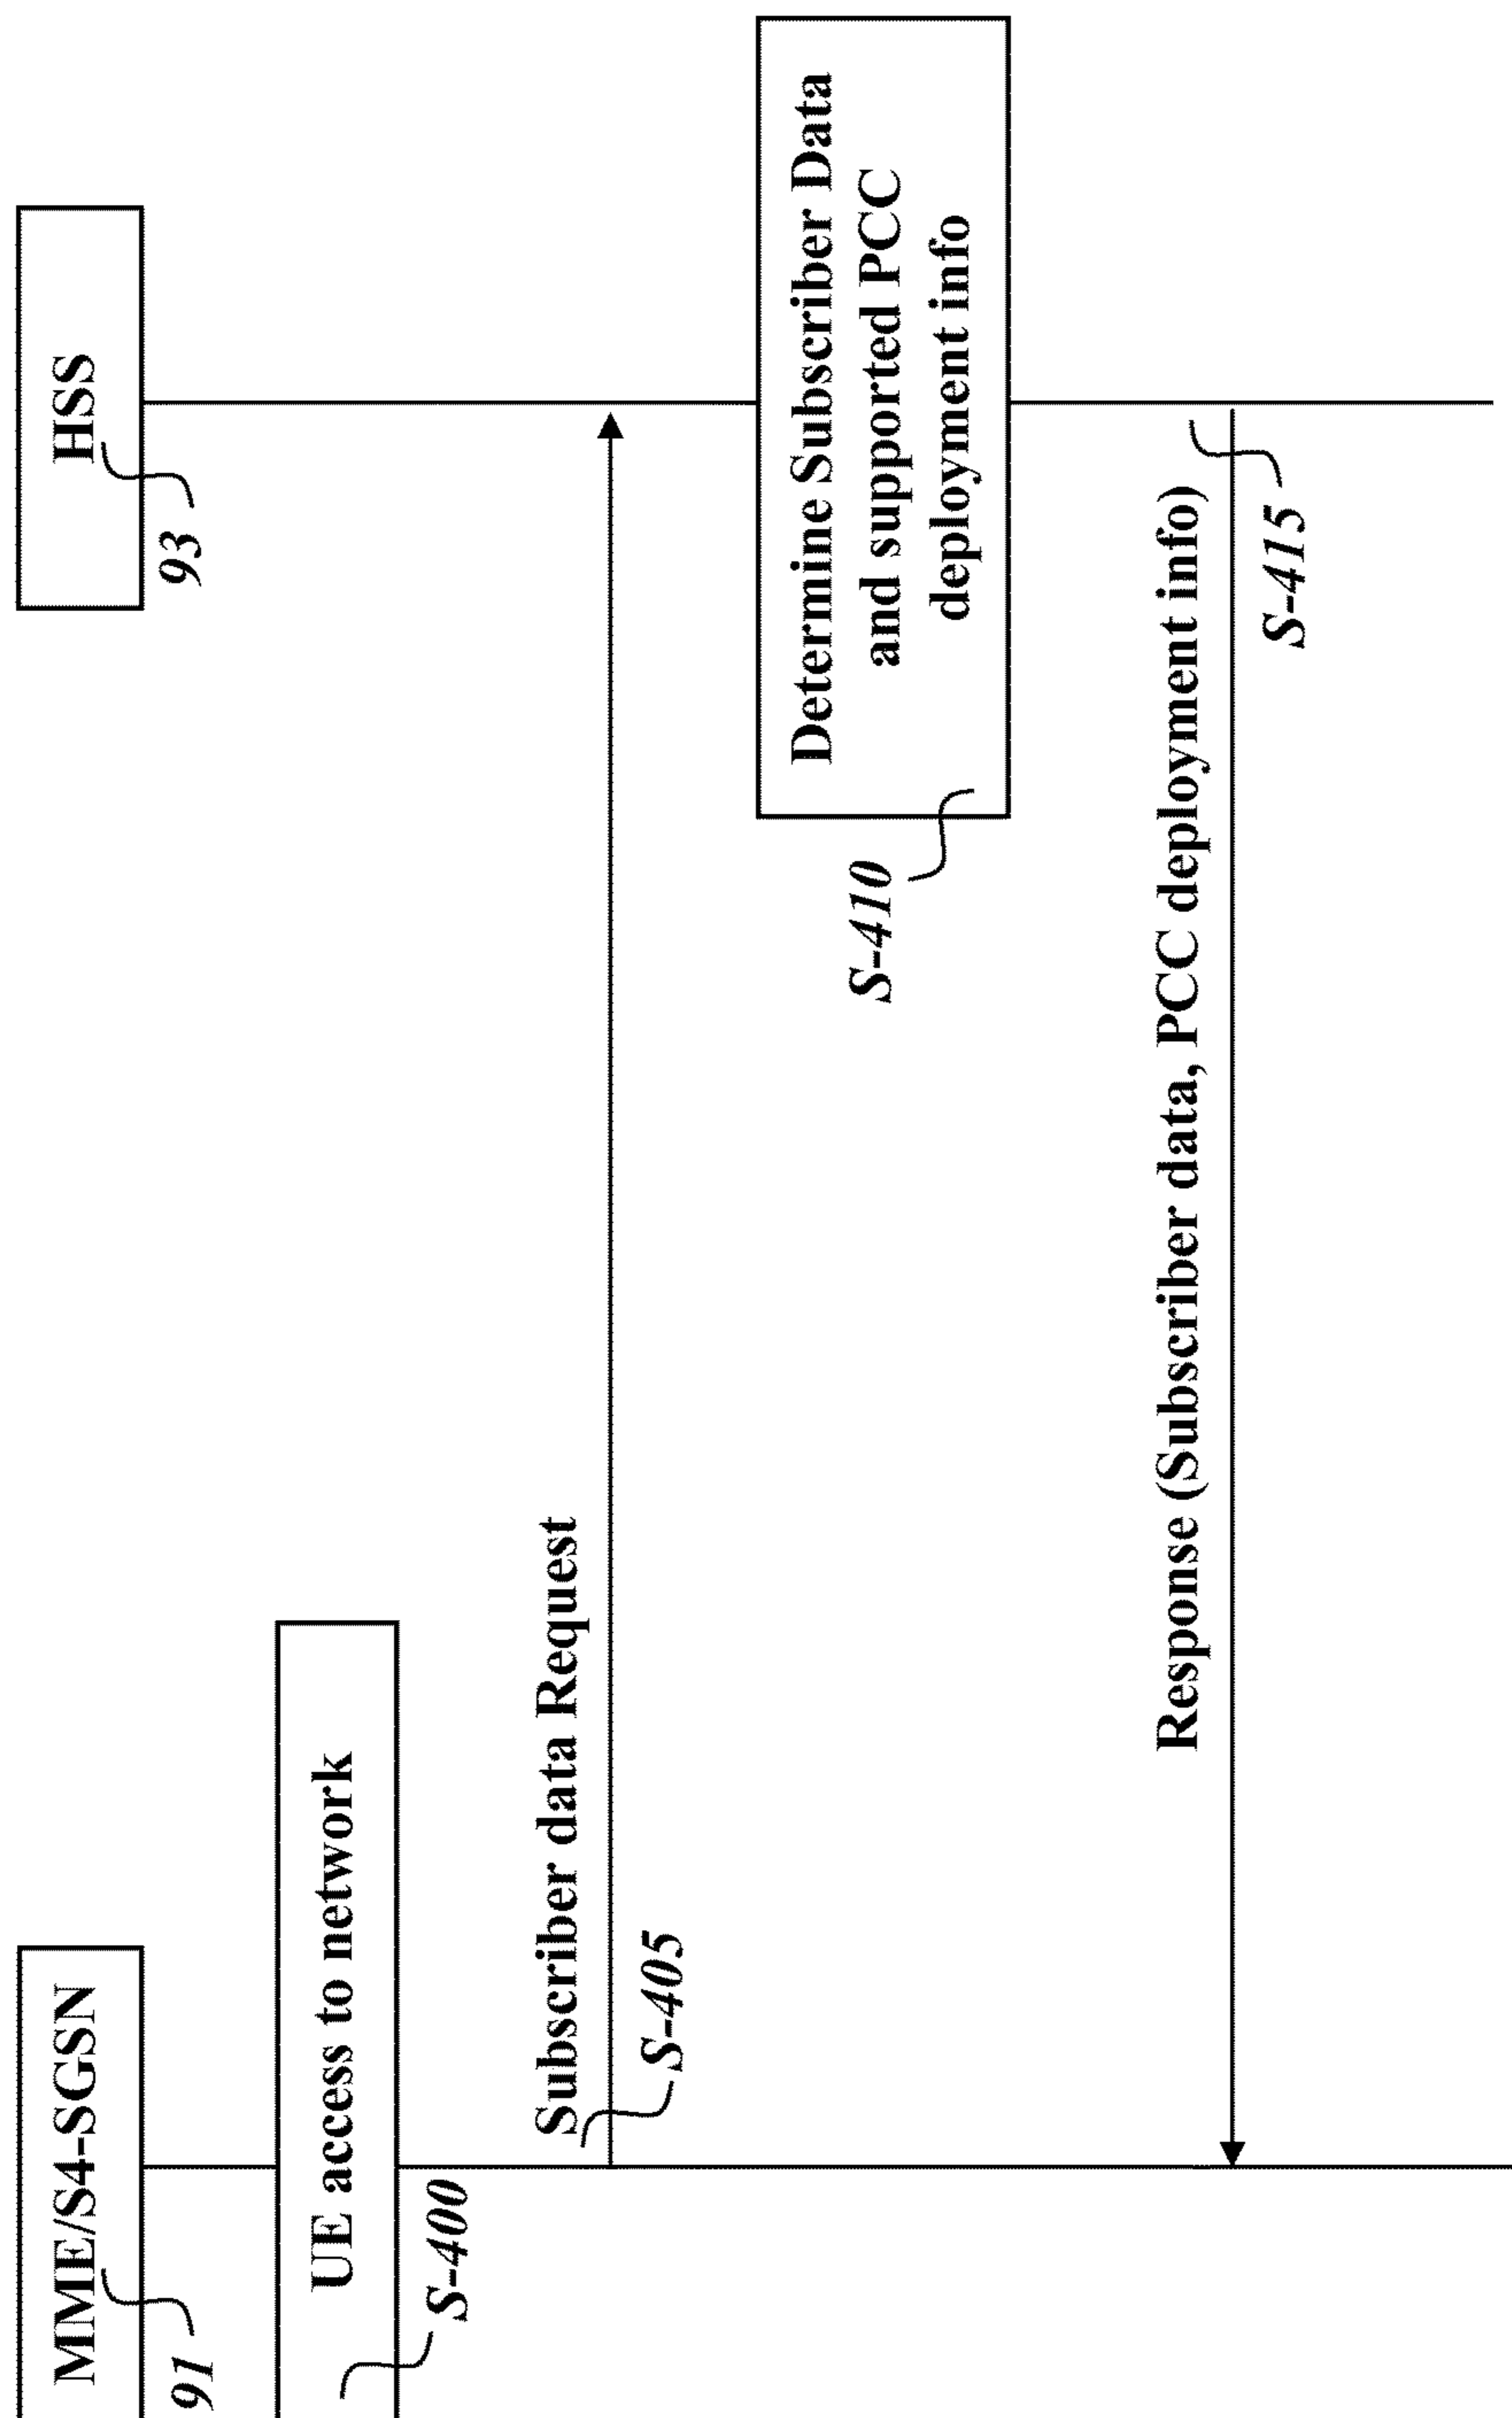 MME/S4-SGSN
HSS
91
93
UE access to network
S-400
Subscriber data Request
S-405
Determine Subscriber Data
and supported PCC
deployment info
S-410
Response (Subscriber data, PCC deployment info)
S-415